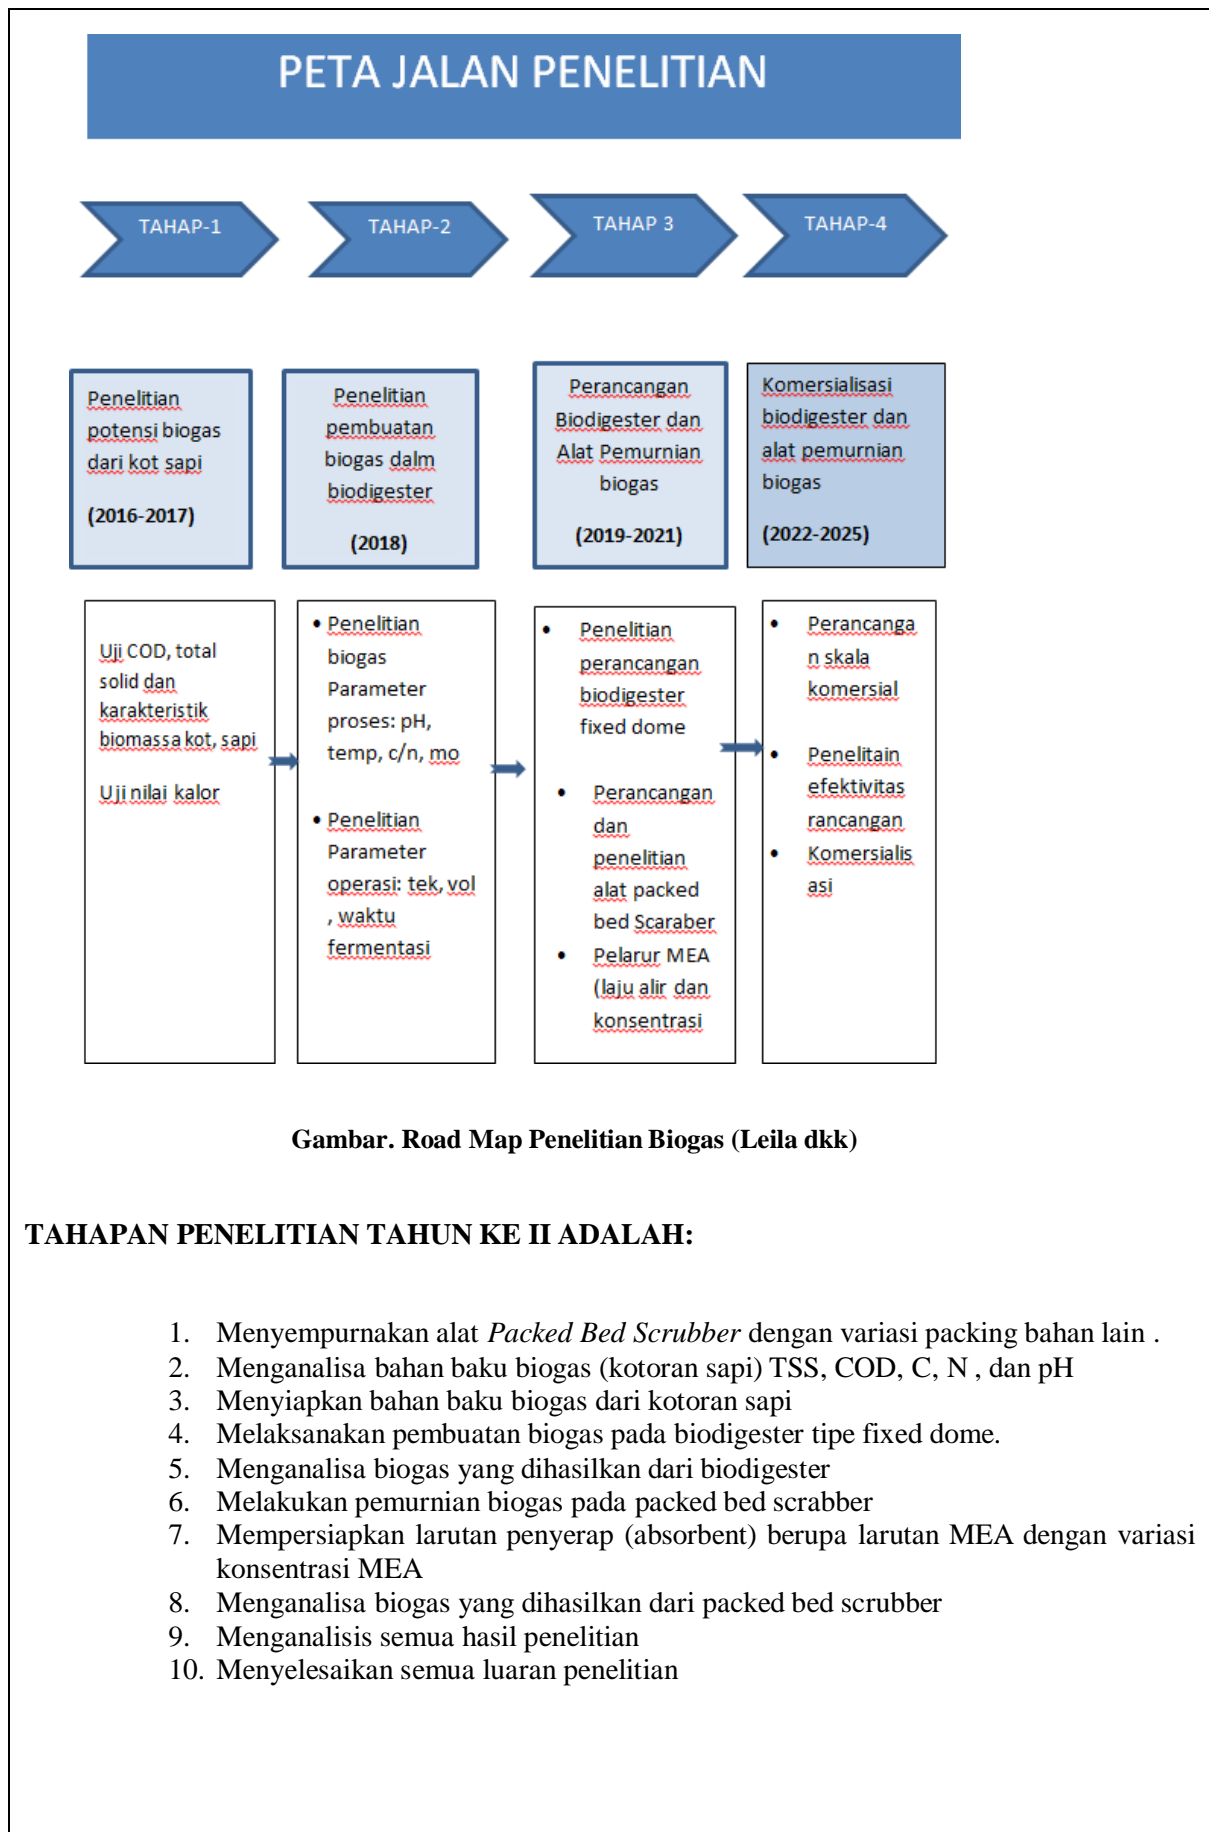 PETA JALAN PENELITIAN
TAHAP-1
TAHAP-2
TAHAP 3
TAHAP-4
Penelitian
potensi biogas
dari kot sapi
(2016-2017)
Penelitian
pembuatan
biogas dalm
biodigester
(2018)
Perancangan
Biodigester dan
Alat Pemurnian
biogas
(2019-2021)
Komersialisasi
biodigester dan
alat pemurnian
biogas
(2022-2025)
Uji COD, total
solid dan
karakteristik
biomassa kot, sapi
Uji nilai kalor
• Penelitian
biogas
Parameter
proses: pH,
temp, c/n, mo
• Penelitian
Parameter
operasi: tek, vol
, waktu
fermentasi
• Penelitian
perancangan
biodigester
fixed dome
• Perancangan
dan
penelitian
alat packed
bed Scaraber
• Pelarur MEA
(laju alir dan
konsentrasi
• Perancanga
n skala
komersial
• Penelitain
efektivitas
rancangan
• Komersialis
asi
Gambar. Road Map Penelitian Biogas (Leila dkk)
TAHAPAN PENELITIAN TAHUN KE II ADALAH:
1. Menyempurnakan alat Packed Bed Scrubber dengan variasi packing bahan lain .
2. Menganalisa bahan baku biogas (kotoran sapi) TSS, COD, C, N , dan pH
3. Menyiapkan bahan baku biogas dari kotoran sapi
4. Melaksanakan pembuatan biogas pada biodigester tipe fixed dome.
5. Menganalisa biogas yang dihasilkan dari biodigester
6. Melakukan pemurnian biogas pada packed bed scrabber
7. Mempersiapkan larutan penyerap (absorbent) berupa larutan MEA dengan variasi
konsentrasi MEA
8. Menganalisa biogas yang dihasilkan dari packed bed scrubber
9. Menganalisis semua hasil penelitian
10. Menyelesaikan semua luaran penelitian